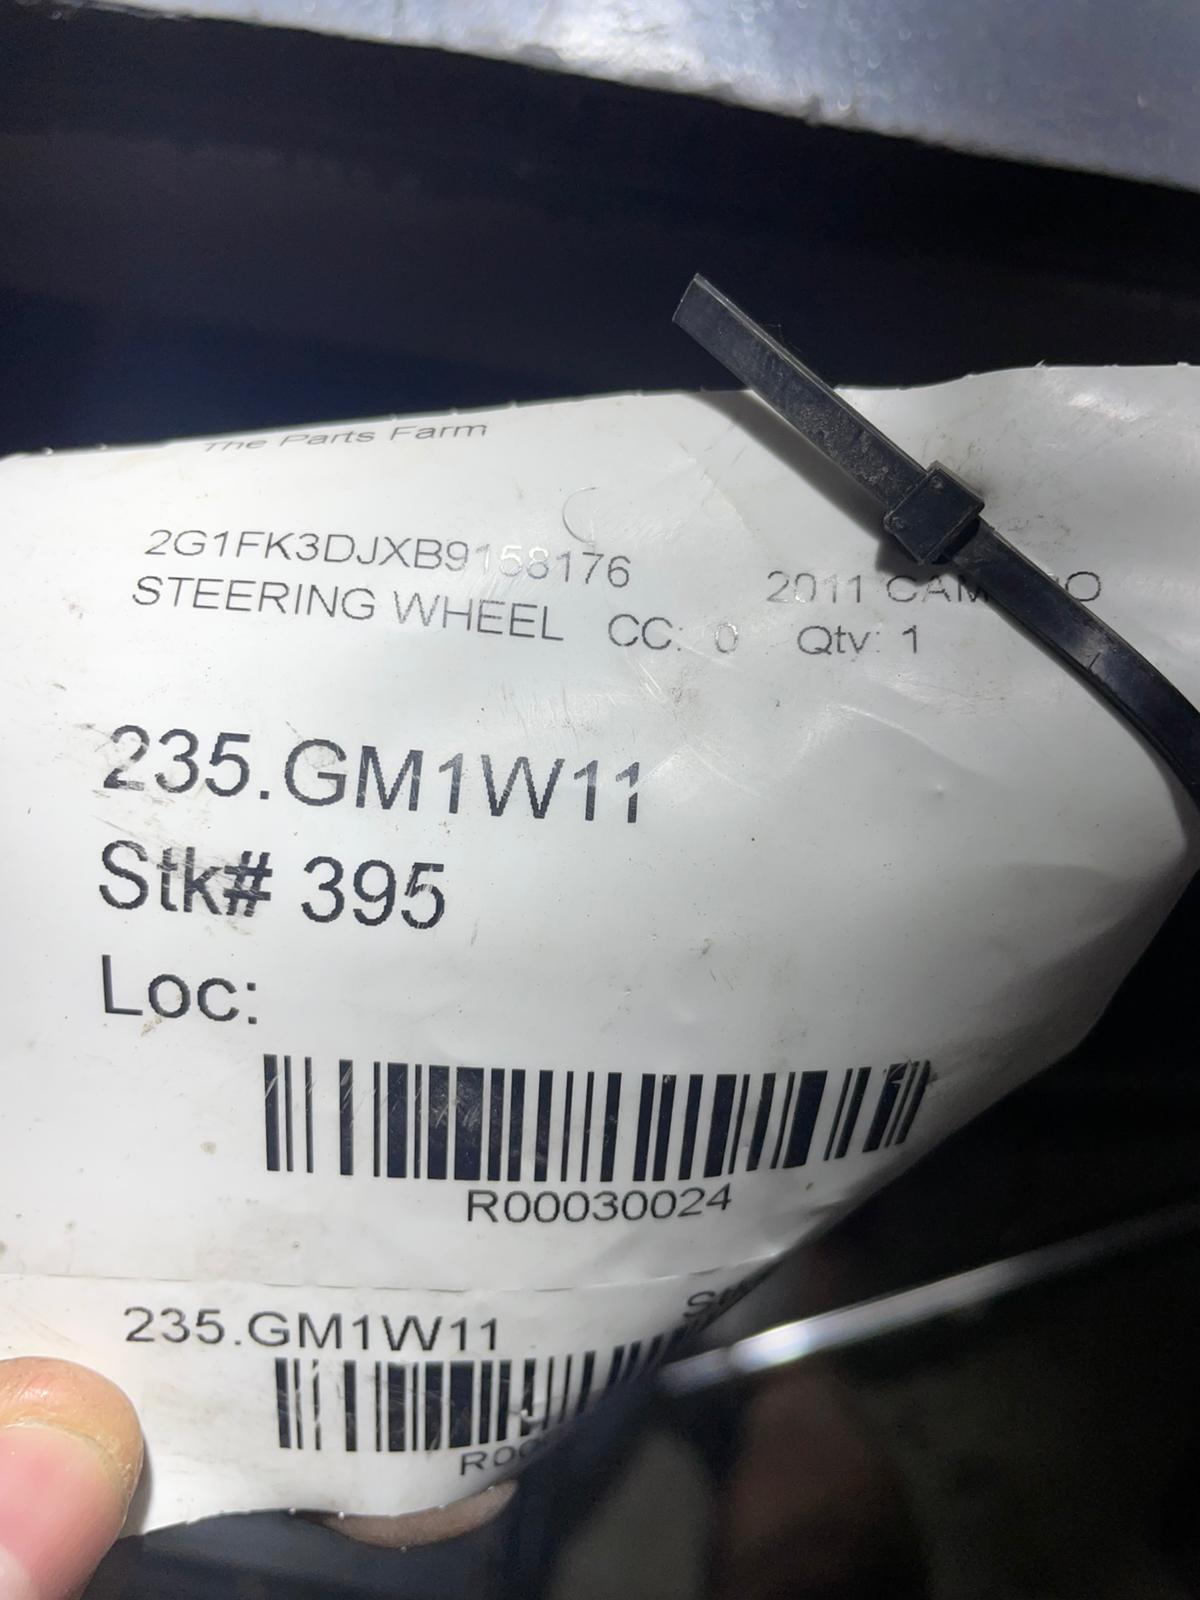 The Parts Farm
2G1FK3DJXB9158176 2011
STEERING WHEEL CC: 0 Qty: 1
235.GM1W11
Stk# 395
Loc:
R00030024
235.GM1W11